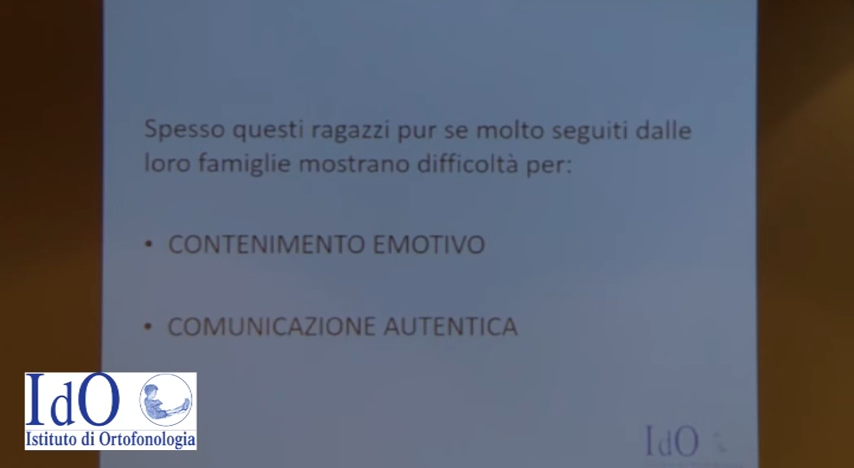 Spesso questi ragazzi pur se molto seguiti dalle
loro famiglie mostrano difficoltà per:
• CONTENIMENTO EMOTIVO
• COMUNICAZIONE AUTENTICA
IdO
Istituto di Ortofonologia
IdO